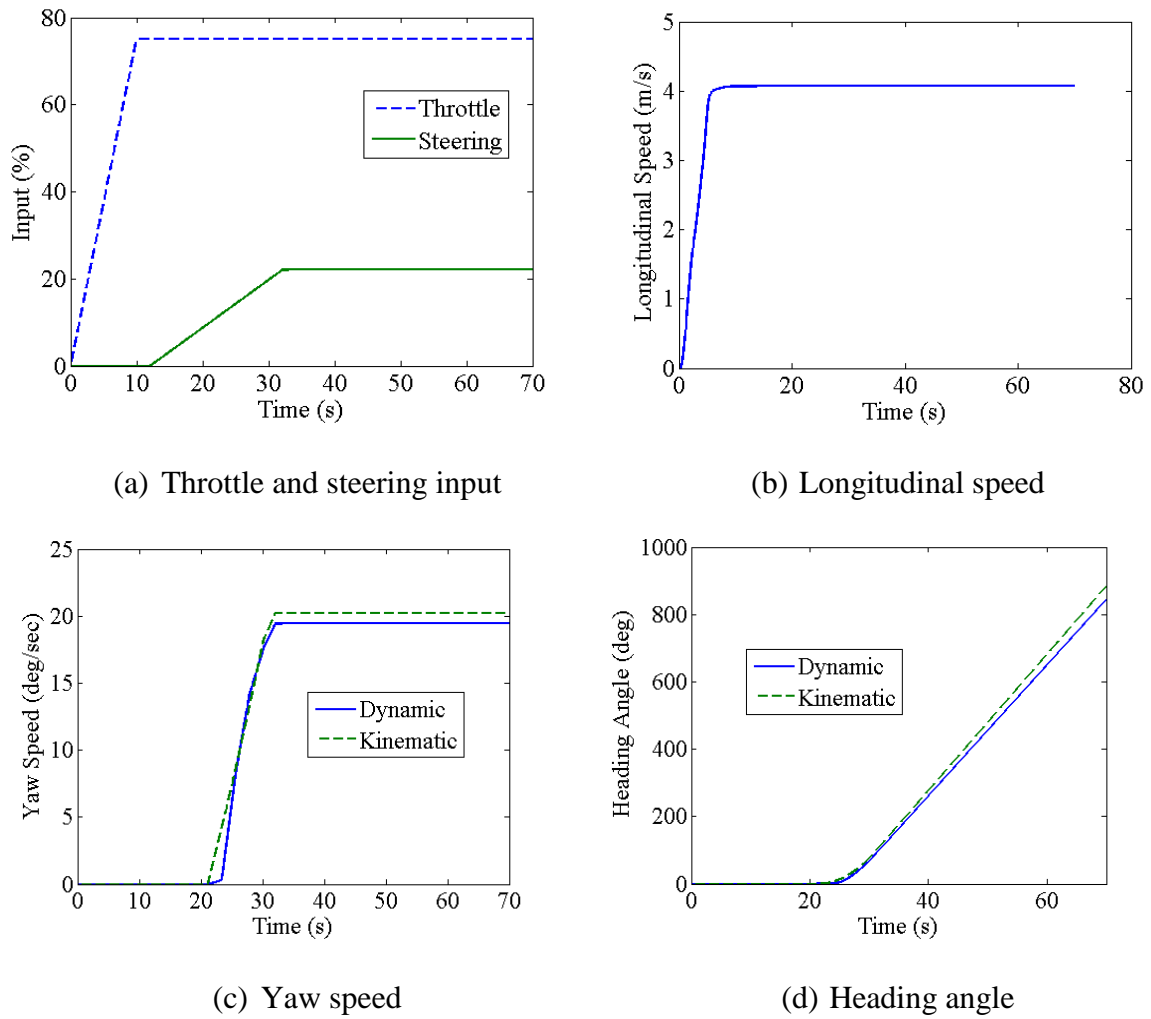 80
60
40
20
0
Input (%)
Throttle
Steering
0 10 20 30 40 50 60 70
Time (s)
(a) Throttle and steering input
5
4
3
2
1
0
Longitudinal Speed (m/s)
0 20 40 60 80
Time (s)
(b) Longitudinal speed
25
20
15
10
5
0
Yaw Speed (deg/sec)
Dynamic
Kinematic
0 10 20 30 40 50 60 70
Time (s)
(c) Yaw speed
1000
800
600
400
200
0
Heading Angle (deg)
Dynamic
Kinematic
0 20 40 60
Time (s)
(d) Heading angle